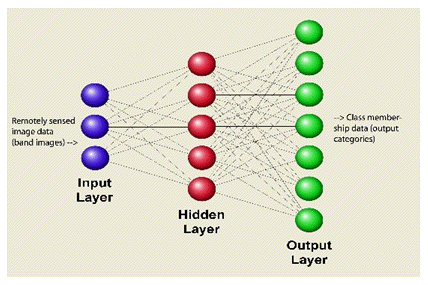 Remotely sensed
image data
(band images) -->
Input
Layer
Hidden
Layer
Output
Layer
--> Class member-
ship data (output
categories)